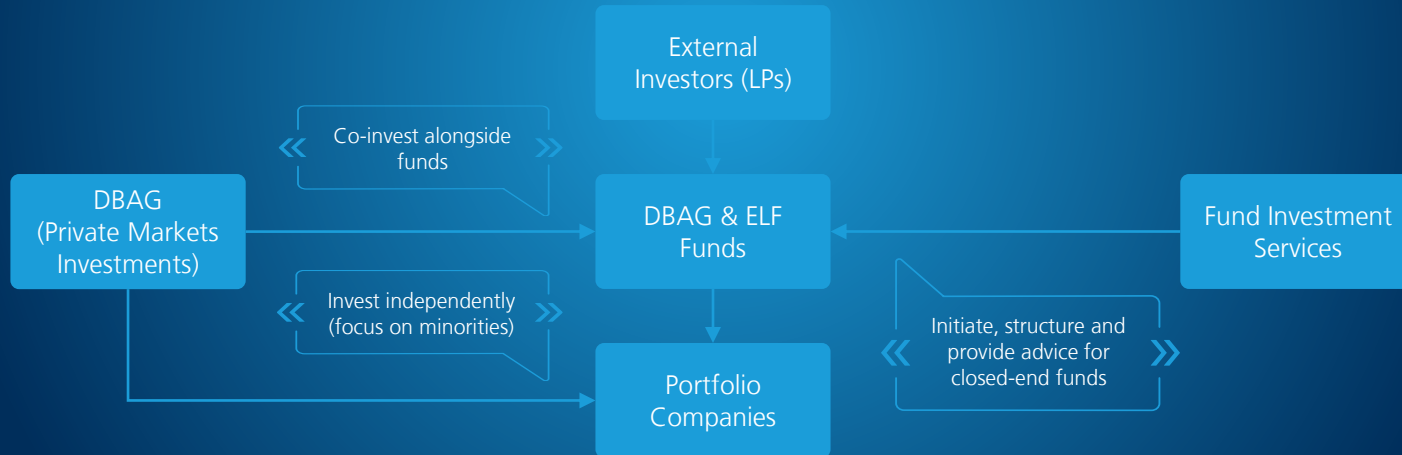 External
Investors (LPs)
Co-invest alongside
funds
DBAG
(Private Markets
Investments)
DBAG & ELF
Funds
Fund Investment
Services
Invest independently
(focus on minorities)
Initiate, structure and
provide advice for
closed-end funds
Portfolio
Companies